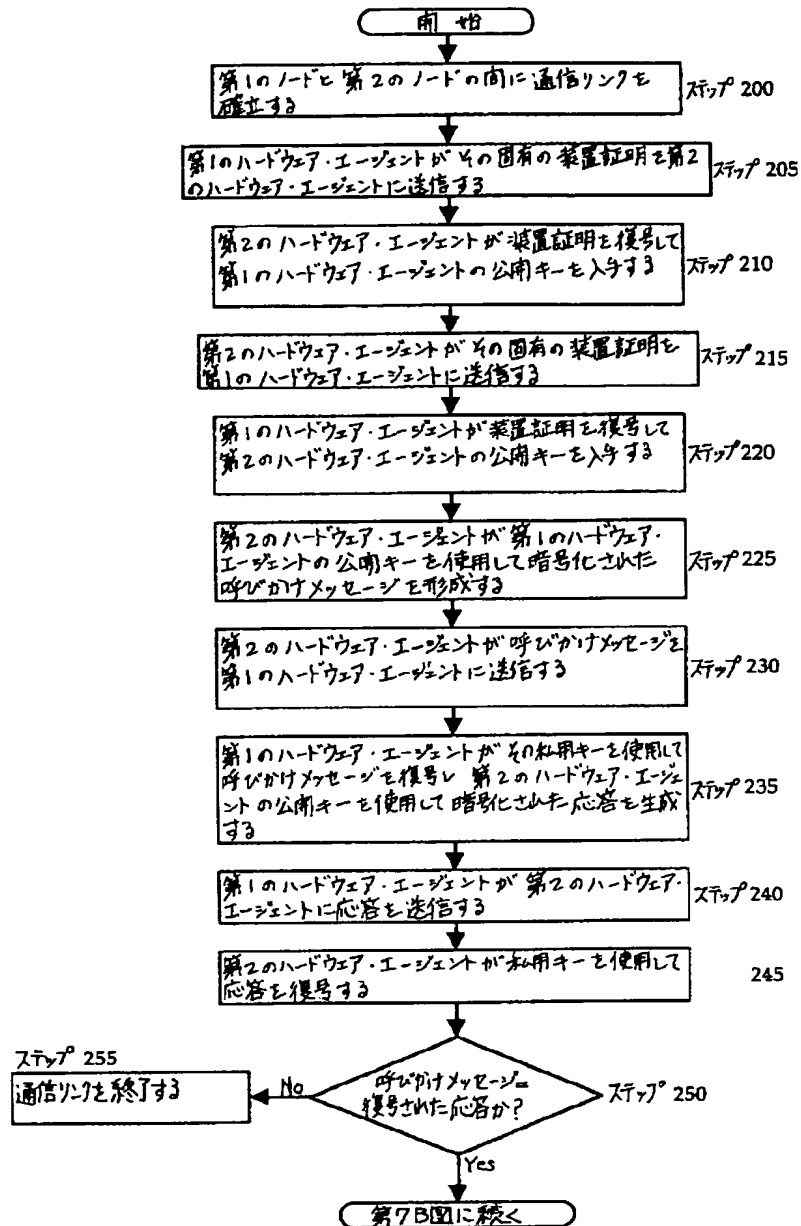 開始
第1のノードと第2のノードの間に通信リンクを
確立する
ステップ 200
第1のハードウェア・エージェントがその固有の装置証明を第2
のハードウェア・エージェントに送信する
ステップ 205
第2のハードウェア・エージェントが装置証明を復号して
第1のハードウェア・エージェントの公開キーを入手する
ステップ 210
第2のハードウェア・エージェントがその固有の装置証明を
第1のハードウェア・エージェントに送信する
ステップ 215
第1のハードウェア・エージェントが装置証明を復号して
第2のハードウェア・エージェントの公開キーを入手する
ステップ 220
第2のハードウェア・エージェントが第1のハードウェア・
エージェントの公開キーを使用して暗号化された
呼びかけメッセージを形成する
ステップ 225
第2のハードウェア・エージェントが呼びかけメッセージを
第1のハードウェア・エージェントに送信する
ステップ 230
第1のハードウェア・エージェントがその私用キーを使用して
呼びかけメッセージを復号し 第2のハードウェア・エージェ
ントの公開キーを使用して暗号化された応答を生成
する
ステップ 235
第1のハードウェア・エージェントが第2のハードウェア・
エージェントに応答を送信する
ステップ 240
第2のハードウェア・エージェントが私用キーを使用して
応答を復号する
245
呼びかけメッセージ=
復号された応答か?
ステップ 250
No
ステップ 255
通信リンクを終了する
Yes
第7B図に続く